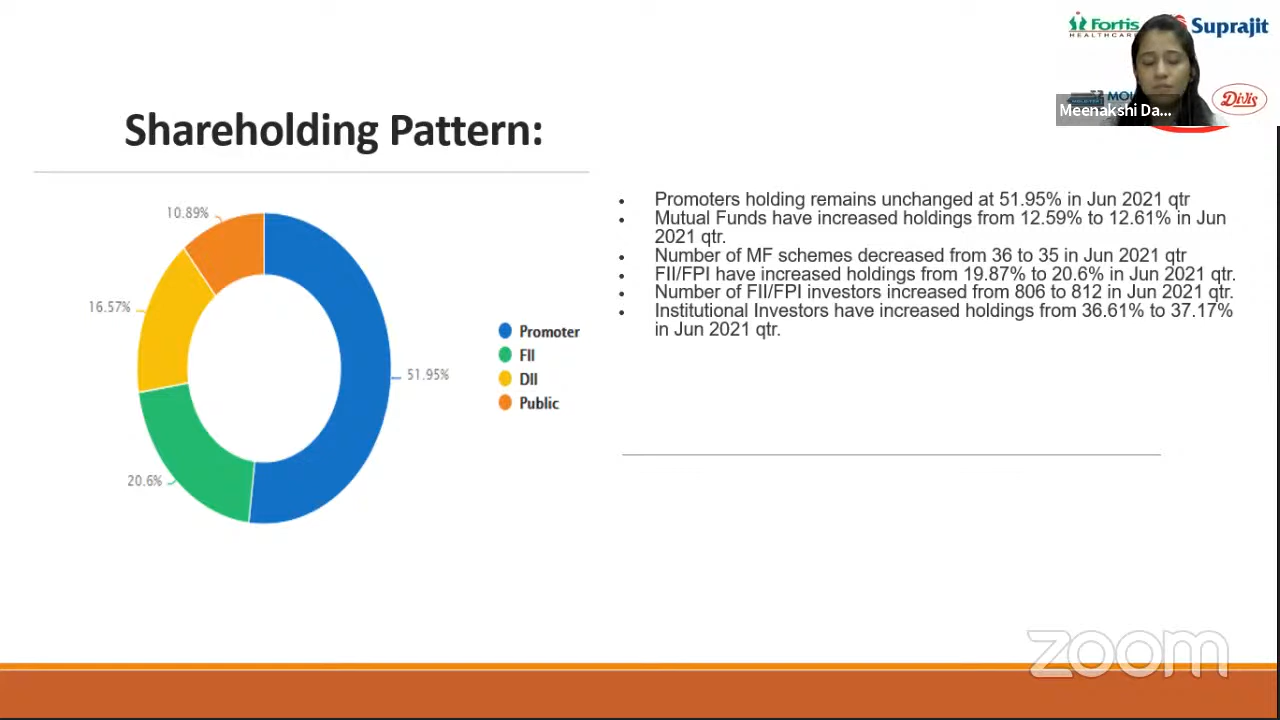 Fortis
HEALTHCARE
Suprajit
Divis
Meenakshi Da...
Shareholding Pattern:
10.89%
16.57%
51.95%
20.6%
Promoter
FII
DII
Public
• Promoters holding remains unchanged at 51.95% in Jun 2021 qtr
• Mutual Funds have increased holdings from 12.59% to 12.61% in Jun
2021 qtr.
• Number of MF schemes decreased from 36 to 35 in Jun 2021 qtr
• FII/FPI have increased holdings from 19.87% to 20.6% in Jun 2021 qtr.
• Number of FII/FPI investors increased from 806 to 812 in Jun 2021 qtr.
• Institutional Investors have increased holdings from 36.61% to 37.17%
in Jun 2021 qtr.
zoom